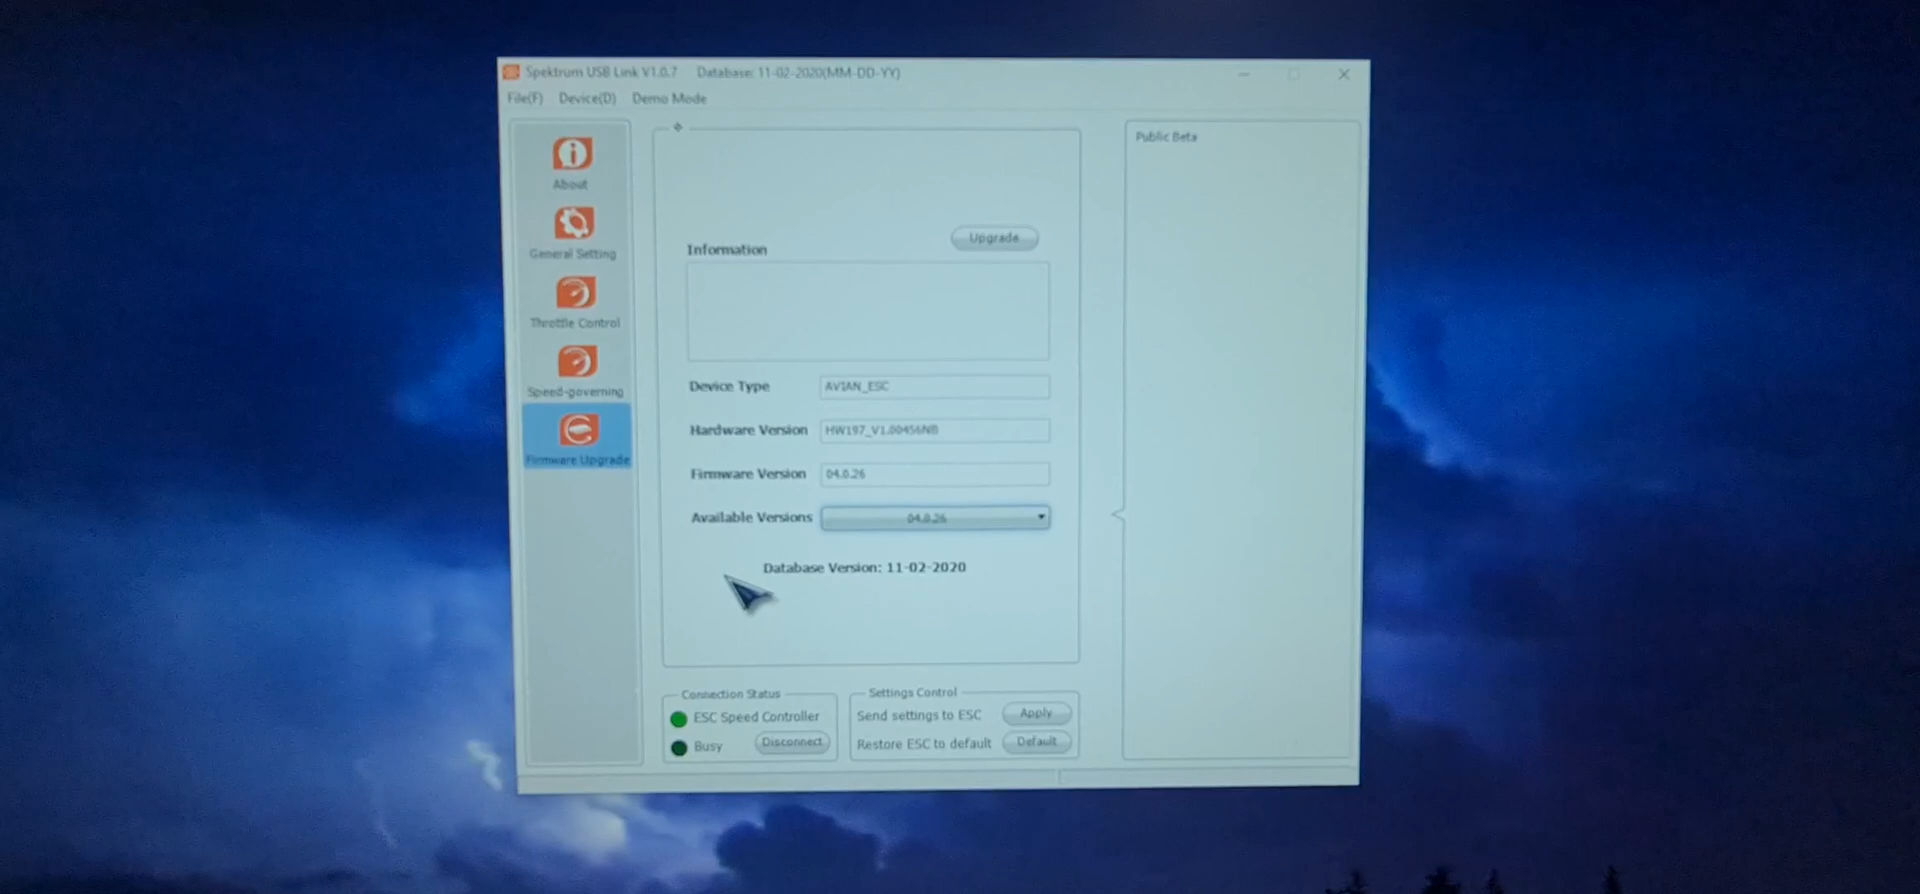 Spektrum USB Link V1.0.7 Database: 11-02-2020(MM-DD-YY)
File(F) Device(D) Demo Mode
About
General Setting
Throttle Control
Speed-governing
Firmware Upgrade
Upgrade
Information
Device Type AVIAN_ESC
Hardware Version HW197_V1.00456NB
Firmware Version 04.0.26
Available Versions 04.0.26
Database Version: 11-02-2020
Connection Status
ESC Speed Controller
Busy Disconnect
Settings Control
Send settings to ESC Apply
Restore ESC to default Default
Public Beta